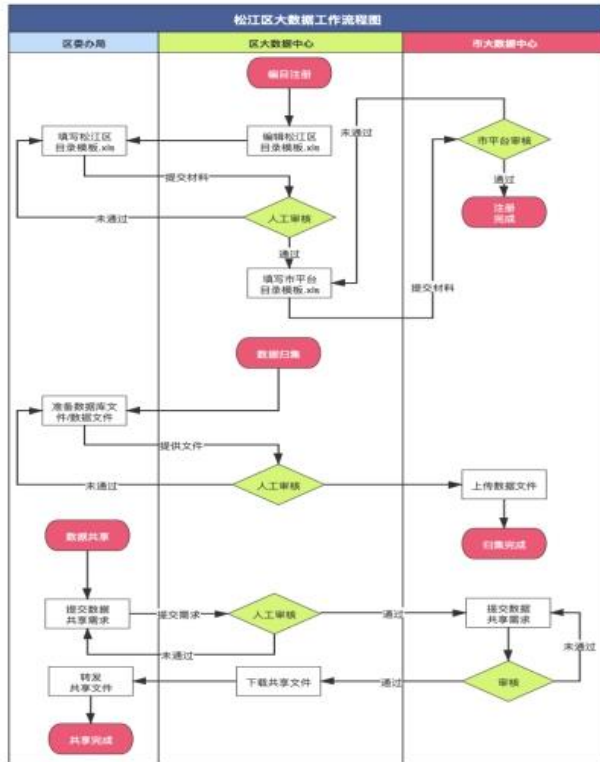 松江区大数据工作流程图
区委办局
区大数据中心
市大数据中心
编目注册
填写松江区
目录模板.xls
编辑松江区
目录模板.xls
未通过
市平台审核
提交材料
通过
未通过
人工审核
注册
完成
通过
填写市平台
目录模板.xls
提交材料
数据归集
准备数据库文
件/数据文件
提供文件
未通过
人工审核
上传数据文件
数据共享
归集完成
提交数据
共享需求
提交需求
人工审核
通过
提交数据
共享需求
未通过
未通过
转发
共享文件
下载共享文件
通过
审核
共享完成